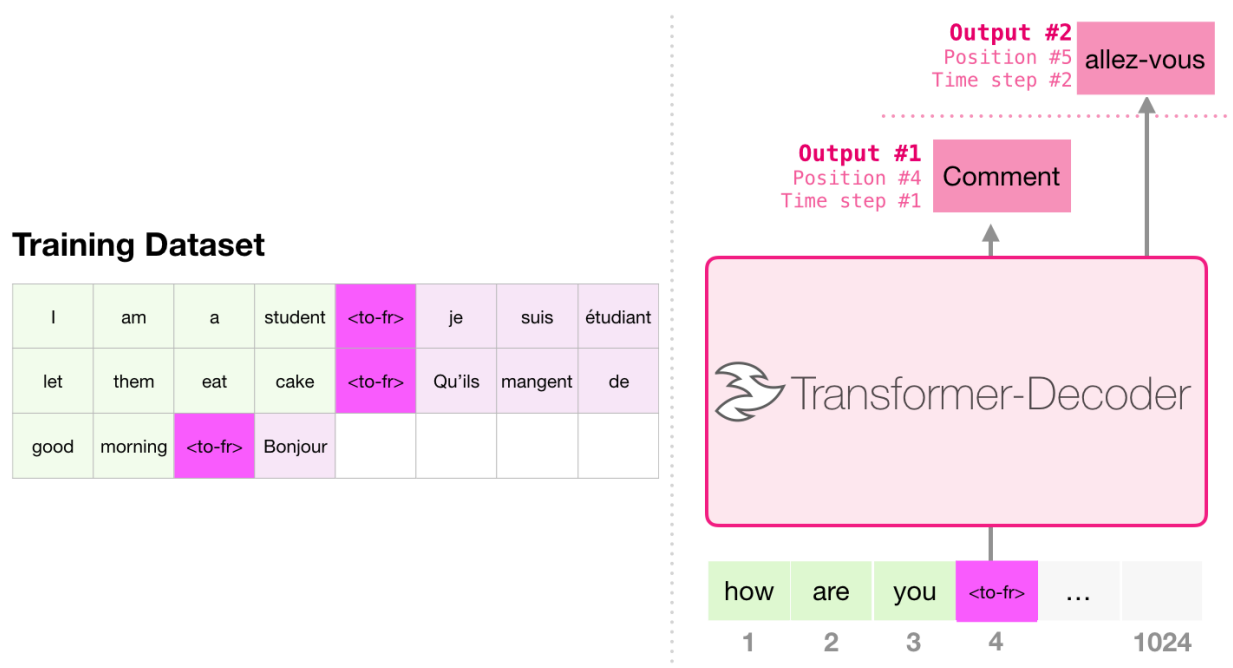 Training Dataset
I am a student <to-fr> je suis étudiant
let them eat cake <to-fr> Qu'ils mangent de
good morning <to-fr> Bonjour
Output #2
Position #5
Time step #2
allez-vous
Output #1
Position #4
Time step #1
Comment
Transformer-Decoder
how are you <to-fr> ...
1 2 3 4 1024